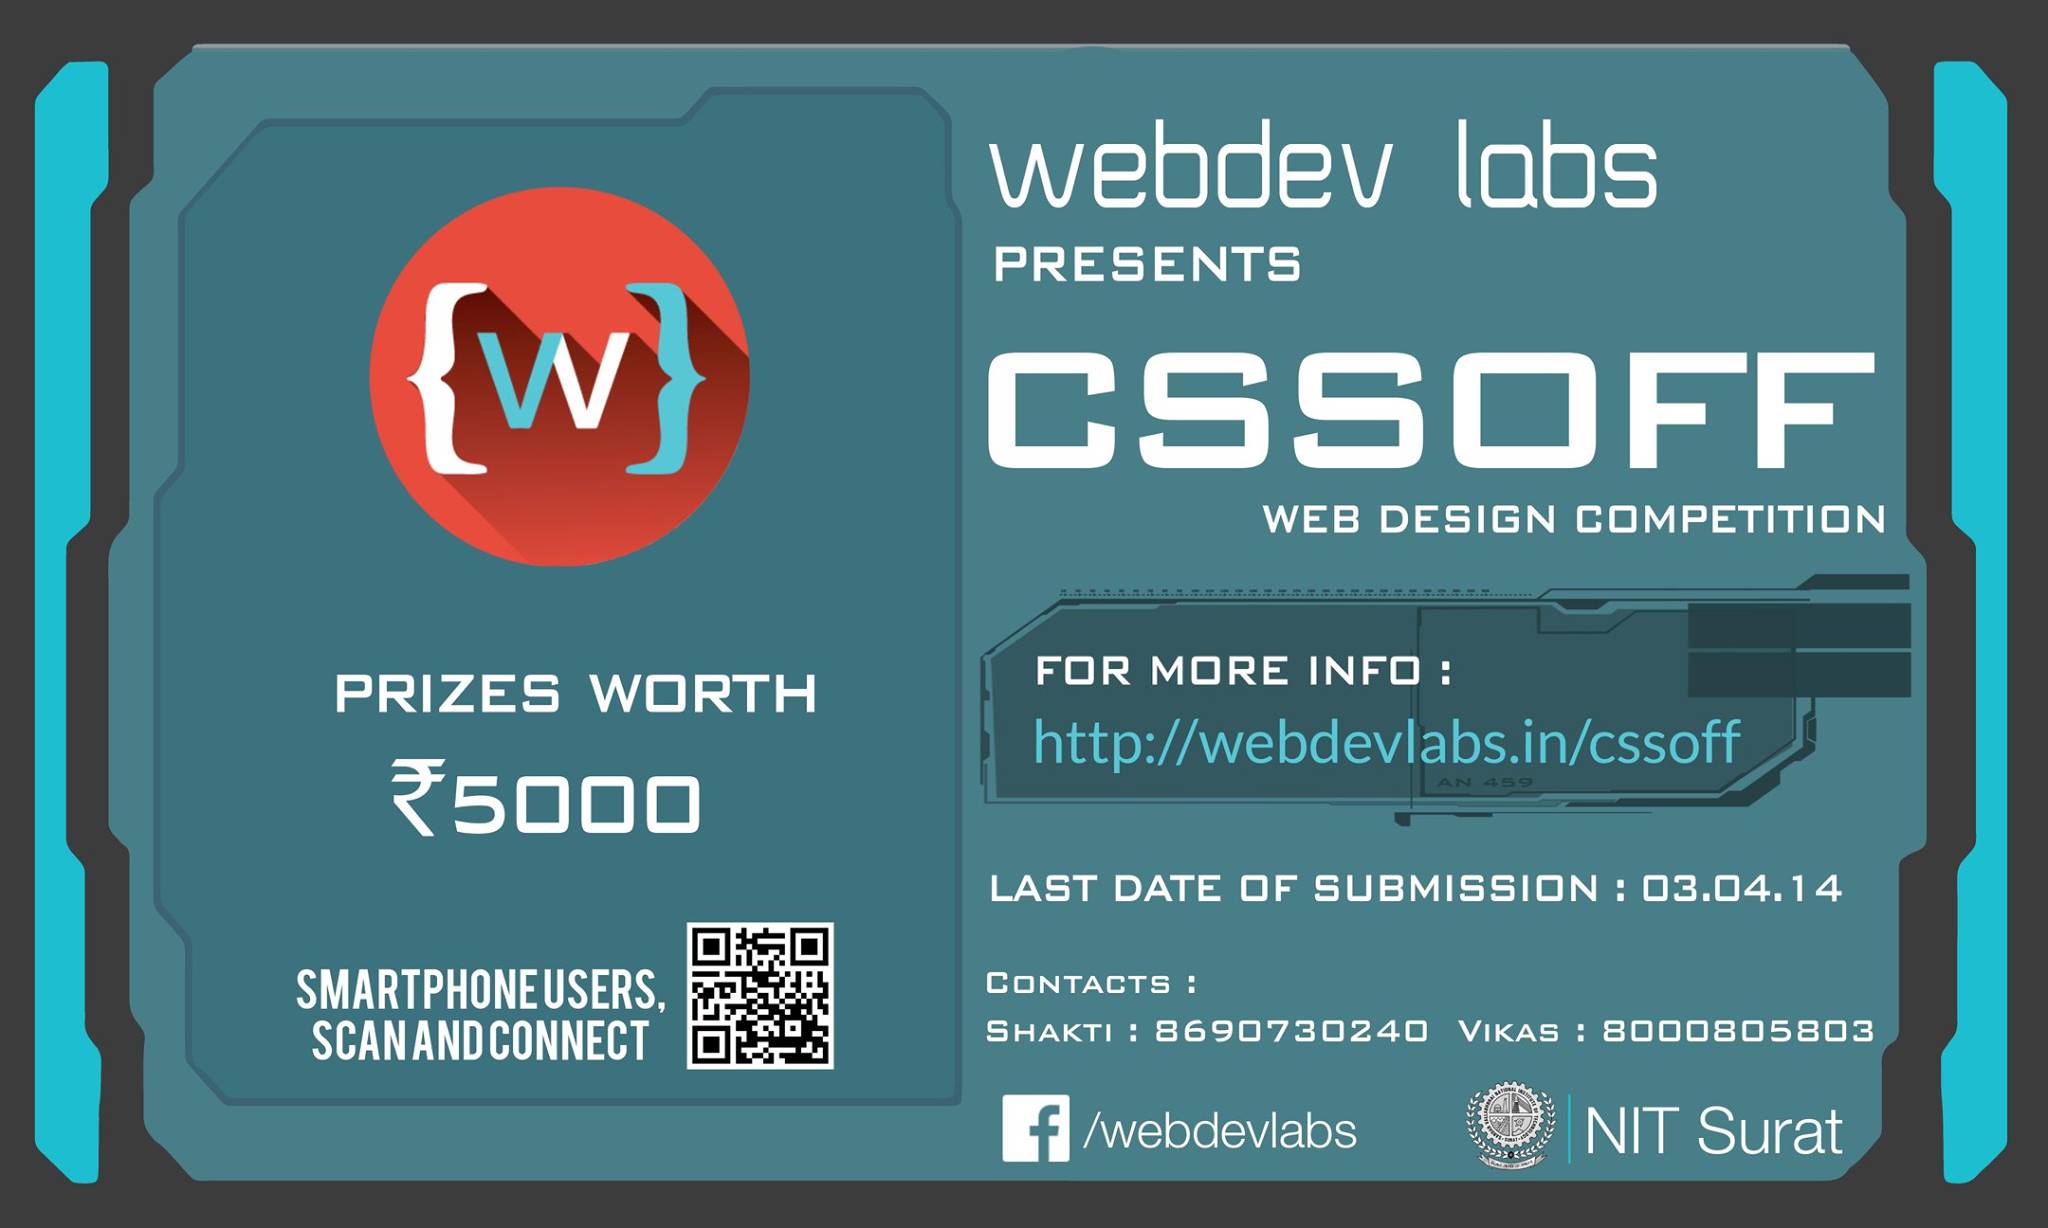 webdev labs
PRESENTS
CSSOFF
WEB DESIGN COMPETITION
{W}
PRIZES WORTH
₹5000
SMARTPHONE USERS,
SCAN AND CONNECT
FOR MORE INFO :
http://webdevlabs.in/cssoff
AN 459
LAST DATE OF SUBMISSION : 03.04.14
CONTACTS :
SHAKTI : 8690730240 VIKAS : 8000805803
f /webdevlabs
NIT Surat